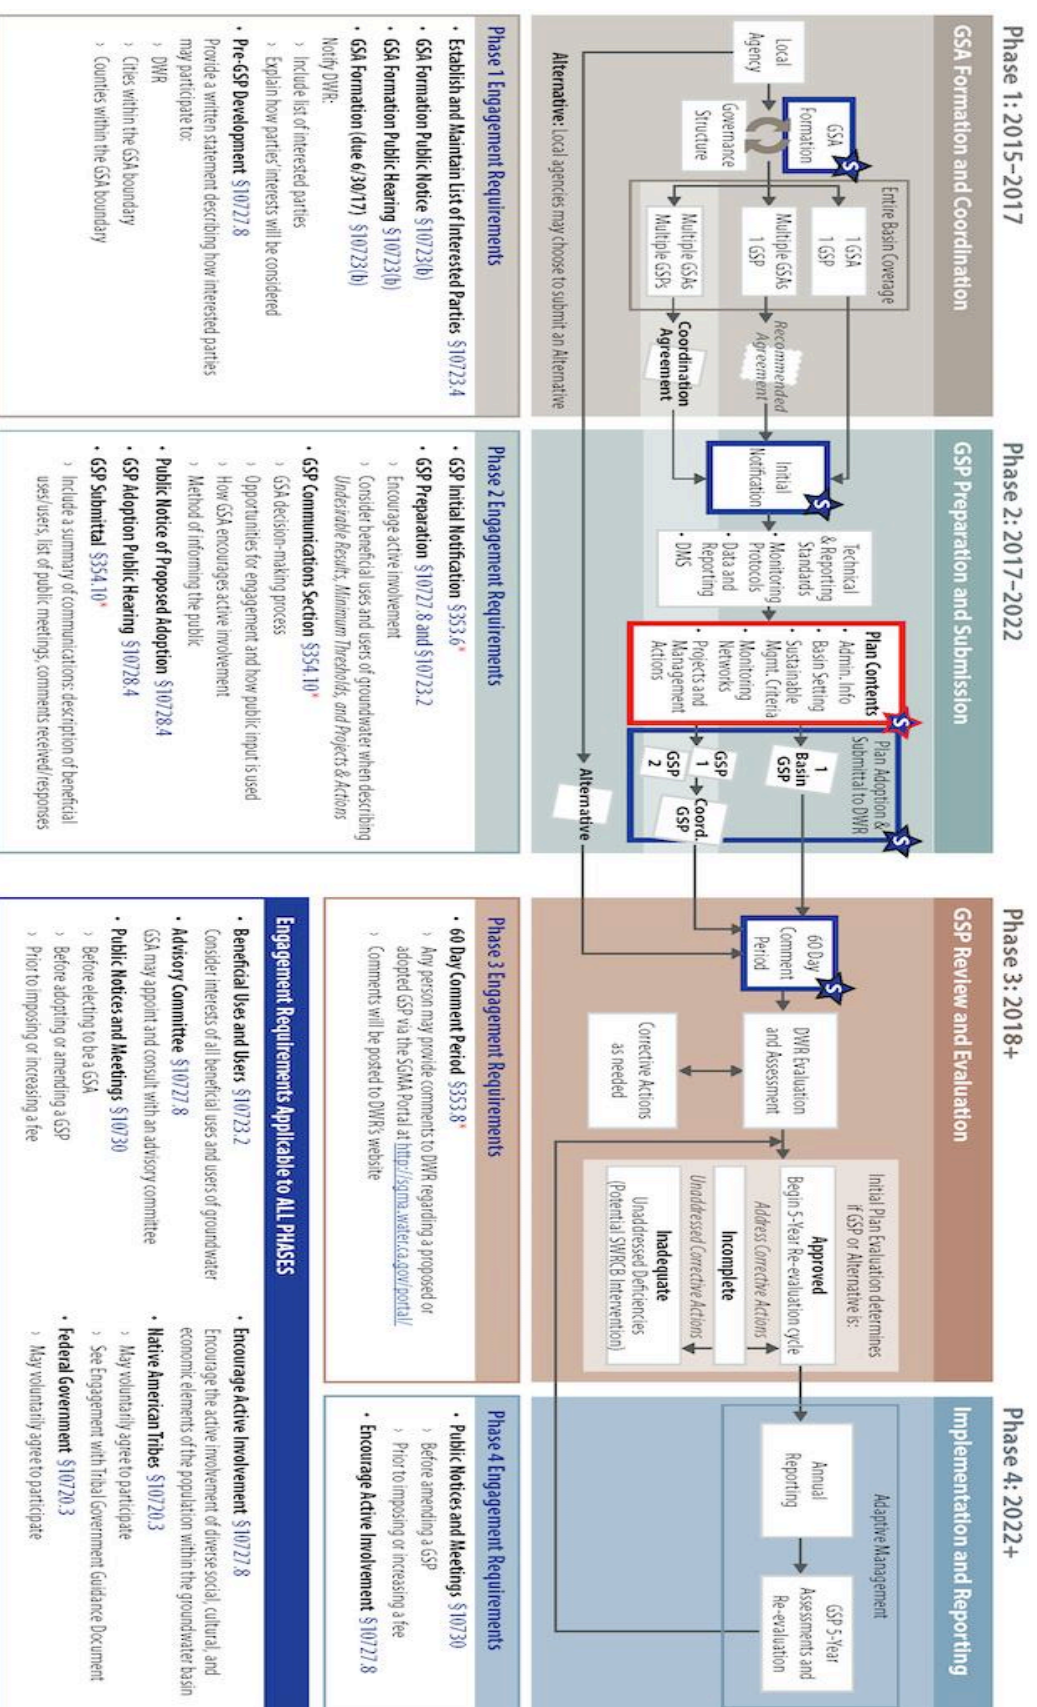 Phase 1: 2015–2017
GSA Formation and Coordination
Local
Agency
GSA
Formation
S
Governance
Structure
Entire Basin Coverage
1 GSA
1 GSP
Multiple GSAs
1 GSP
Multiple GSAs
Multiple GSPs
Recommended
Agreement
Coordination
Agreement
Alternative: Local agencies may choose to submit an Alternative
Phase 2: 2017–2022
GSP Preparation and Submission
Initial
Notification
S
Technical
& Reporting
Standards
• Monitoring
Protocols
• Data and
Reporting
• DMS
Plan Contents
• Admin. Info
• Basin Setting
• Sustainable
Mgmt. Criteria
• Monitoring
Networks
• Projects and
Management
Actions
S
Plan Adoption &
Submittal to DWR
S
1
Basin
GSP
GSP
1
GSP
2
Coord.
GSP
Alternative
Phase 3: 2018+
GSP Review and Evaluation
60 Day
Comment
Period
S
DWR Evaluation
and Assessment
Corrective Actions
as needed
Initial Plan Evaluation determines
if GSP or Alternative is:
Approved
Begin 5-Year Re-evaluation cycle
Address Corrective Actions
Incomplete
Unaddressed Corrective Actions
Inadequate
Unaddressed Deficiencies
(Potential SWRCB Intervention)
Phase 4: 2022+
Implementation and Reporting
Adaptive Management
Annual
Reporting
GSP 5-Year
Assessments and
Re-evaluation
Phase 1 Engagement Requirements
• Establish and Maintain List of Interested Parties §10723.4
• GSA Formation Public Notice §10723(b)
• GSA Formation Public Hearing §10723(b)
• GSA Formation (due 6/30/17) §10723(b)
Notify DWR:
› Include list of interested parties
› Explain how parties' interests will be considered
• Pre-GSP Development §10727.8
Provide a written statement describing how interested parties
may participate to:
› DWR
› Cities within the GSA boundary
› Counties within the GSA boundary
Phase 2 Engagement Requirements
• GSP Initial Notification §353.6*
• GSP Preparation §10727.8 and §10723.2
› Encourage active involvement
› Consider beneficial uses and users of groundwater when describing
Undesirable Results, Minimum Thresholds, and Projects & Actions
• GSP Communications Section §354.10*
› GSA decision-making process
› Opportunities for engagement and how public input is used
› How GSA encourages active involvement
› Method of informing the public
• Public Notice of Proposed Adoption §10728.4
• GSP Adoption Public Hearing §10728.4
• GSP Submittal §354.10*
› Include a summary of communications: description of beneficial
uses/users, list of public meetings, comments received/responses
Phase 3 Engagement Requirements
• 60 Day Comment Period §353.8*
› Any person may provide comments to DWR regarding a proposed or
adopted GSP via the SGMA Portal at http://sgma.water.ca.gov/portal/
› Comments will be posted to DWR's website
Phase 4 Engagement Requirements
• Public Notices and Meetings §10730
› Before amending a GSP
› Prior to imposing or increasing a fee
• Encourage Active Involvement §10727.8
Engagement Requirements Applicable to ALL PHASES
• Beneficial Uses and Users §10723.2
Consider interests of all beneficial uses and users of groundwater
• Advisory Committee §10727.8
GSA may appoint and consult with an advisory committee
• Public Notices and Meetings §10730
› Before electing to be a GSA
› Before adopting or amending a GSP
› Prior to imposing or increasing a fee
• Encourage Active Involvement §10727.8
Encourage the active involvement of diverse social, cultural, and
economic elements of the population within the groundwater basin
• Native American Tribes §10720.3
› May voluntarily agree to participate
› See Engagement with Tribal Government Guidance Document
• Federal Government §10720.3
› May voluntarily agree to participate